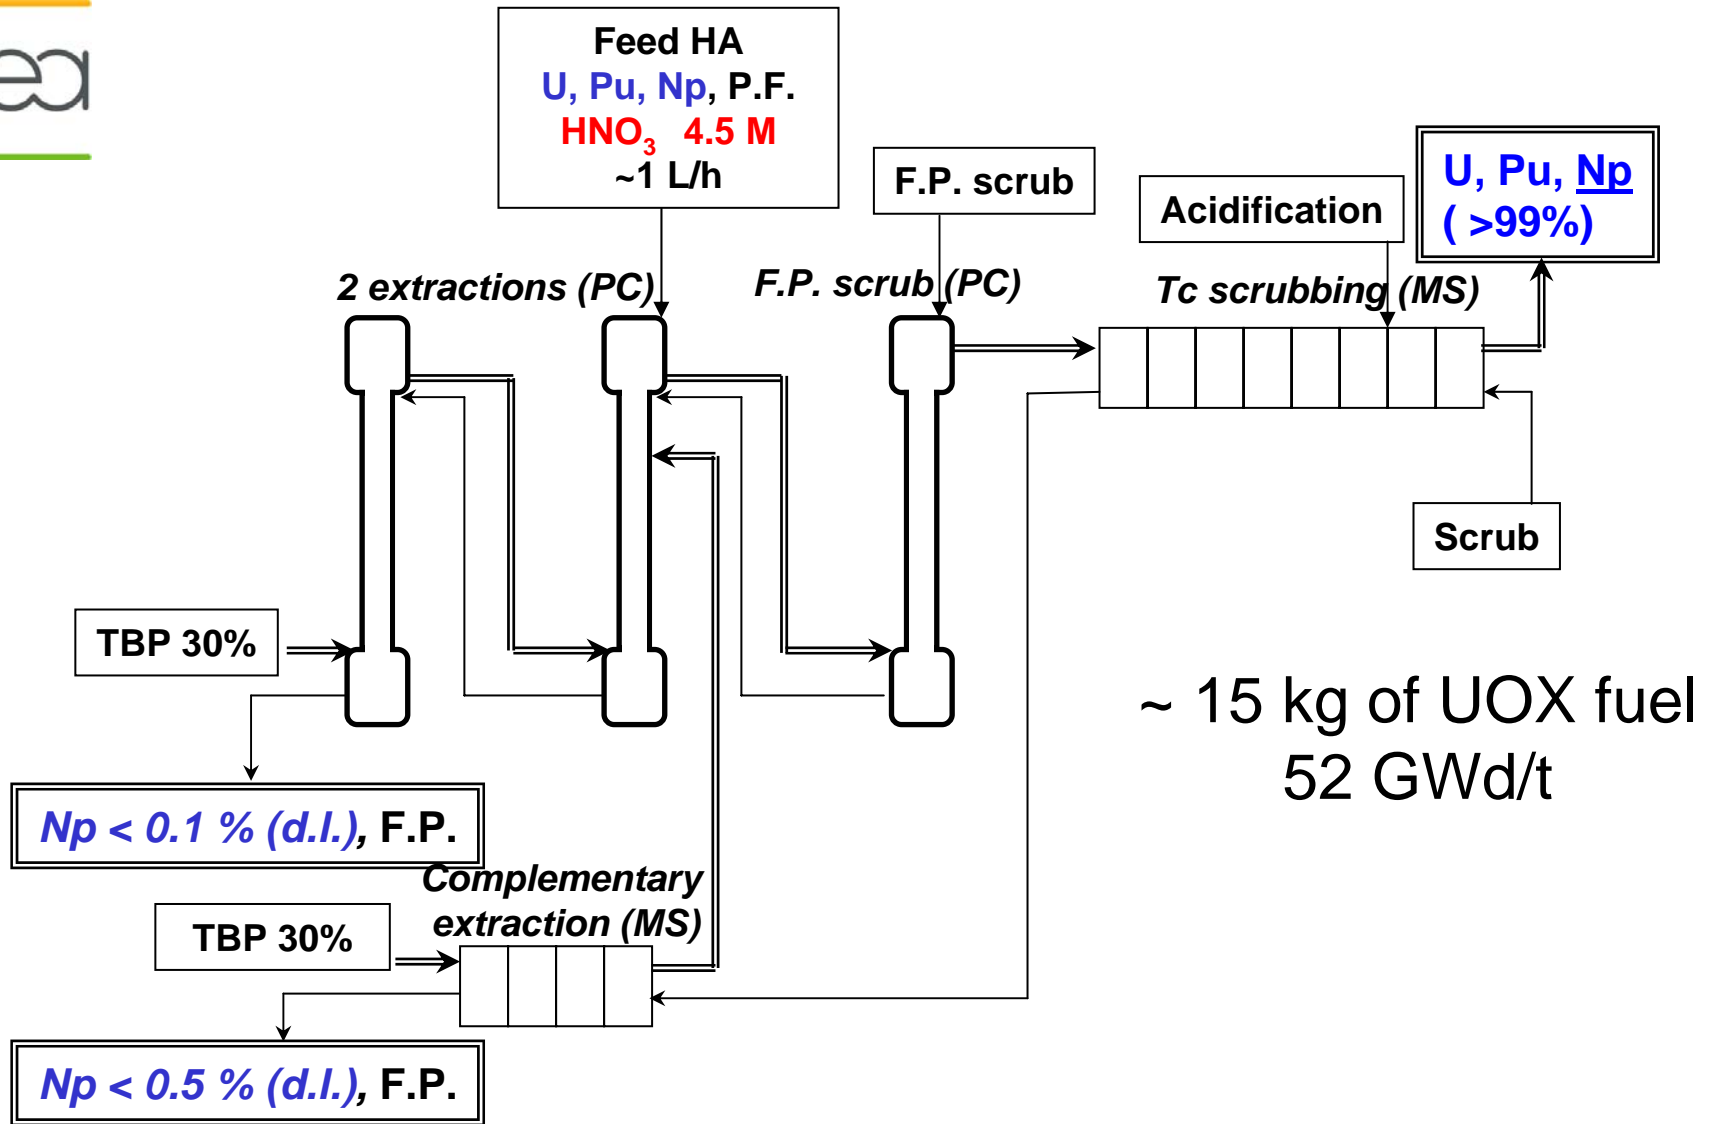 Feed HA
U, Pu, Np, P.F.
HNO3 4.5 M
~1 L/h
F.P. scrub
Acidification
U, Pu, Np
( >99%)
2 extractions (PC)
F.P. scrub (PC)
Tc scrubbing (MS)
Scrub
TBP 30%
~ 15 kg of UOX fuel
52 GWd/t
Np < 0.1 % (d.l.), F.P.
Complementary
extraction (MS)
TBP 30%
Np < 0.5 % (d.l.), F.P.